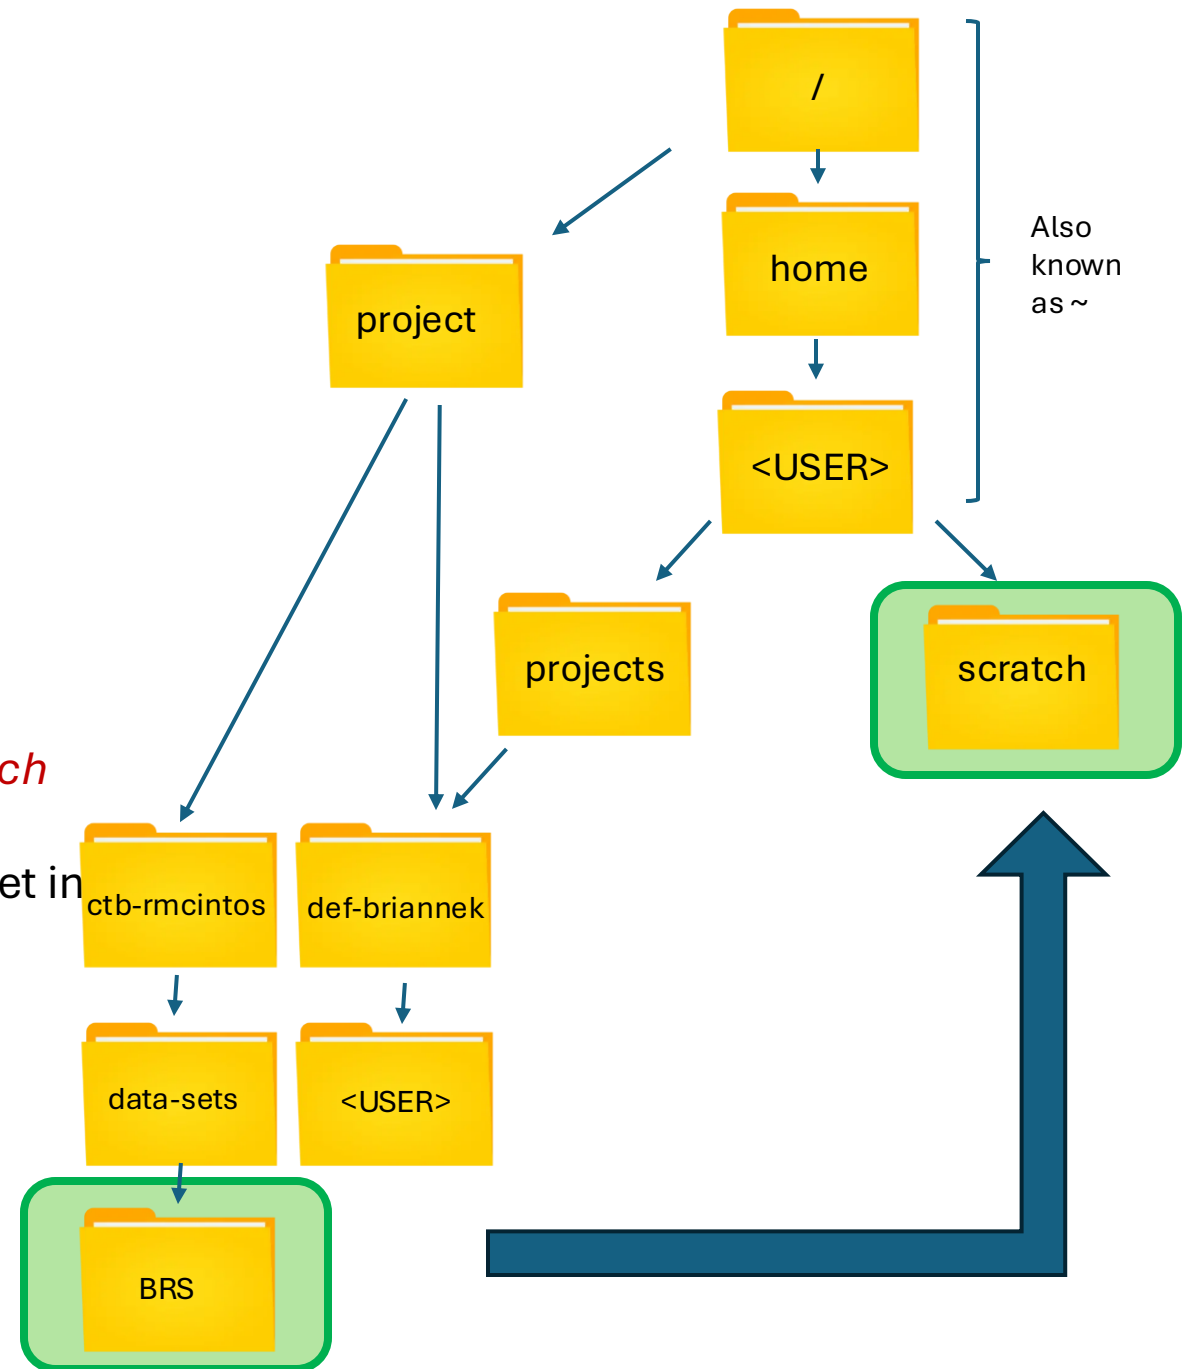 /
home
Also
known
as ~
project
<USER>
projects
scratch
ch
et in
ctb-rmcintos
def-briannek
data-sets
<USER>
BRS